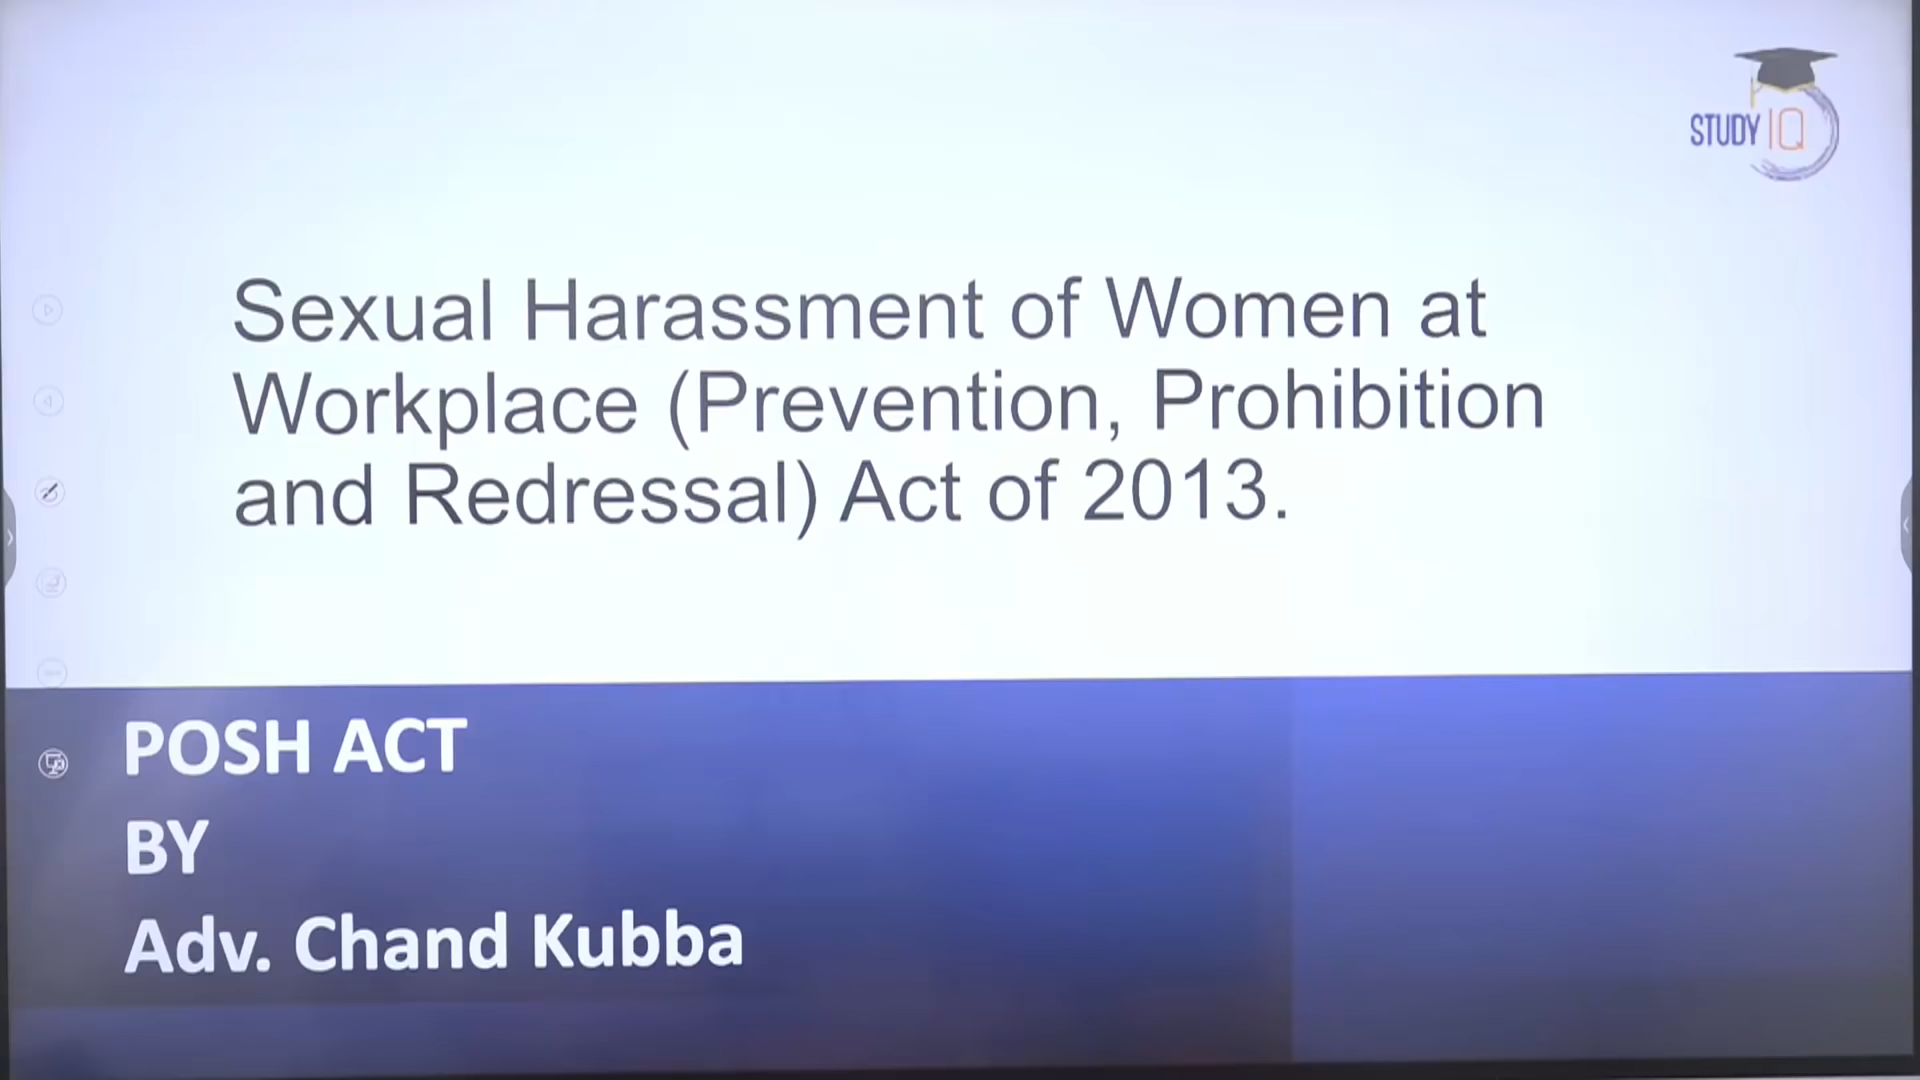 STUDY IQ
Sexual Harassment of Women at
Workplace (Prevention, Prohibition
and Redressal) Act of 2013.
POSH ACT
BY
Adv. Chand Kubba